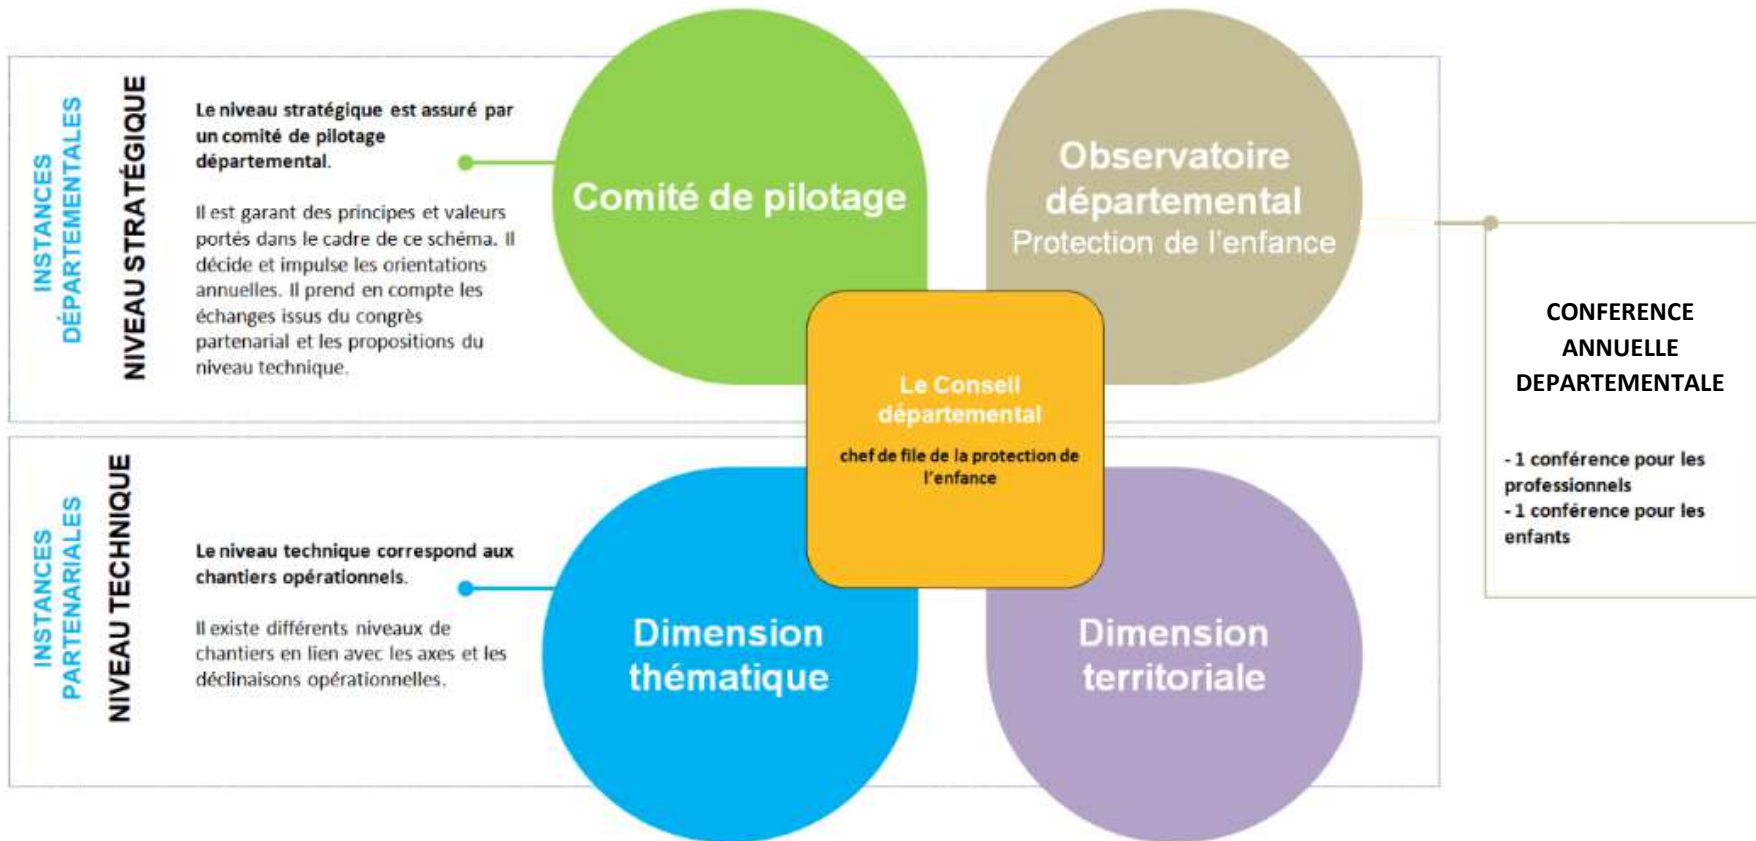 INSTANCES
DÉPARTEMENTALES
NIVEAU STRATÉGIQUE
Le niveau stratégique est assuré par
un comité de pilotage
départemental.
Il est garant des principes et valeurs
portés dans le cadre de ce schéma. Il
décide et impulse les orientations
annuelles. Il prend en compte les
échanges issus du congrès
partenarial et les propositions du
niveau technique.
Comité de pilotage
Observatoire
départemental
Protection de l'enfance
Le Conseil
départemental
chef de file de la protection de
l'enfance
CONFERENCE
ANNUELLE
DEPARTEMENTALE
- 1 conférence pour les
professionnels
- 1 conférence pour les
enfants
INSTANCES
PARTENARIALES
NIVEAU TECHNIQUE
Le niveau technique correspond aux
chantiers opérationnels.
Il existe différents niveaux de
chantiers en lien avec les axes et les
déclinaisons opérationnelles.
Dimension
thématique
Dimension
territoriale